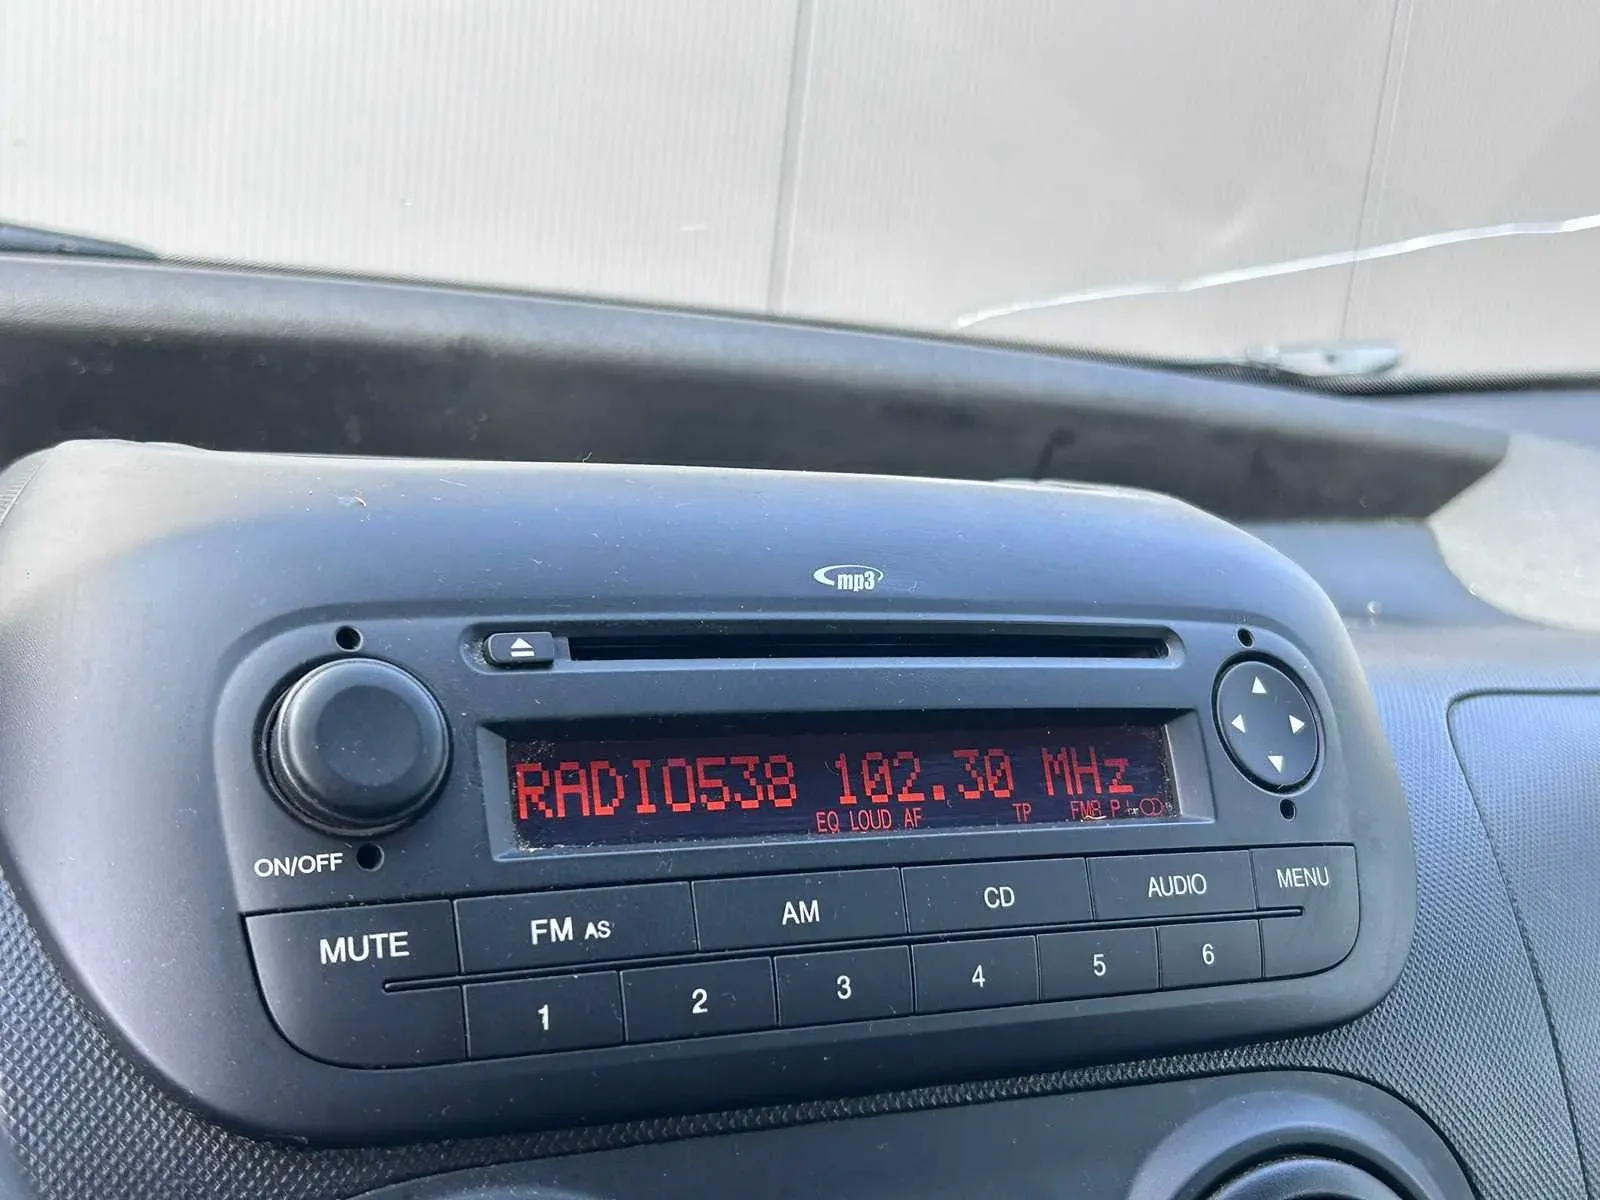 mp3
RADIO538 102.30 MHz
EQ LOUD AF TP
ON/OFF
MUTE FM AS AM CD AUDIO MENU
1 2 3 4 5 6